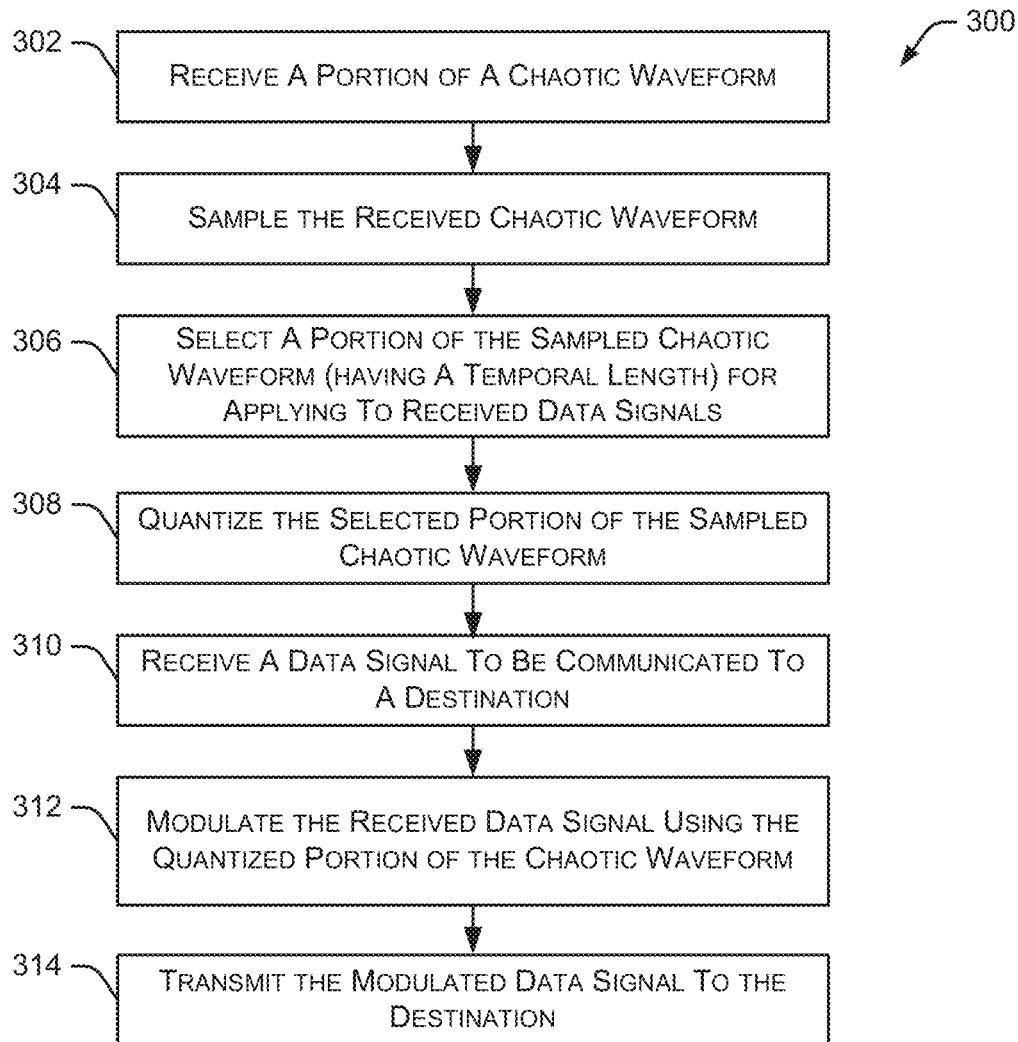 300
302
RECEIVE A PORTION OF A CHAOTIC WAVEFORM
304
SAMPLE THE RECEIVED CHAOTIC WAVEFORM
306
SELECT A PORTION OF THE SAMPLED CHAOTIC
WAVEFORM (HAVING A TEMPORAL LENGTH) FOR
APPLYING TO RECEIVED DATA SIGNALS
308
QUANTIZE THE SELECTED PORTION OF THE SAMPLED
CHAOTIC WAVEFORM
310
RECEIVE A DATA SIGNAL TO BE COMMUNICATED TO
A DESTINATION
312
MODULATE THE RECEIVED DATA SIGNAL USING THE
QUANTIZED PORTION OF THE CHAOTIC WAVEFORM
314
TRANSMIT THE MODULATED DATA SIGNAL TO THE
DESTINATION